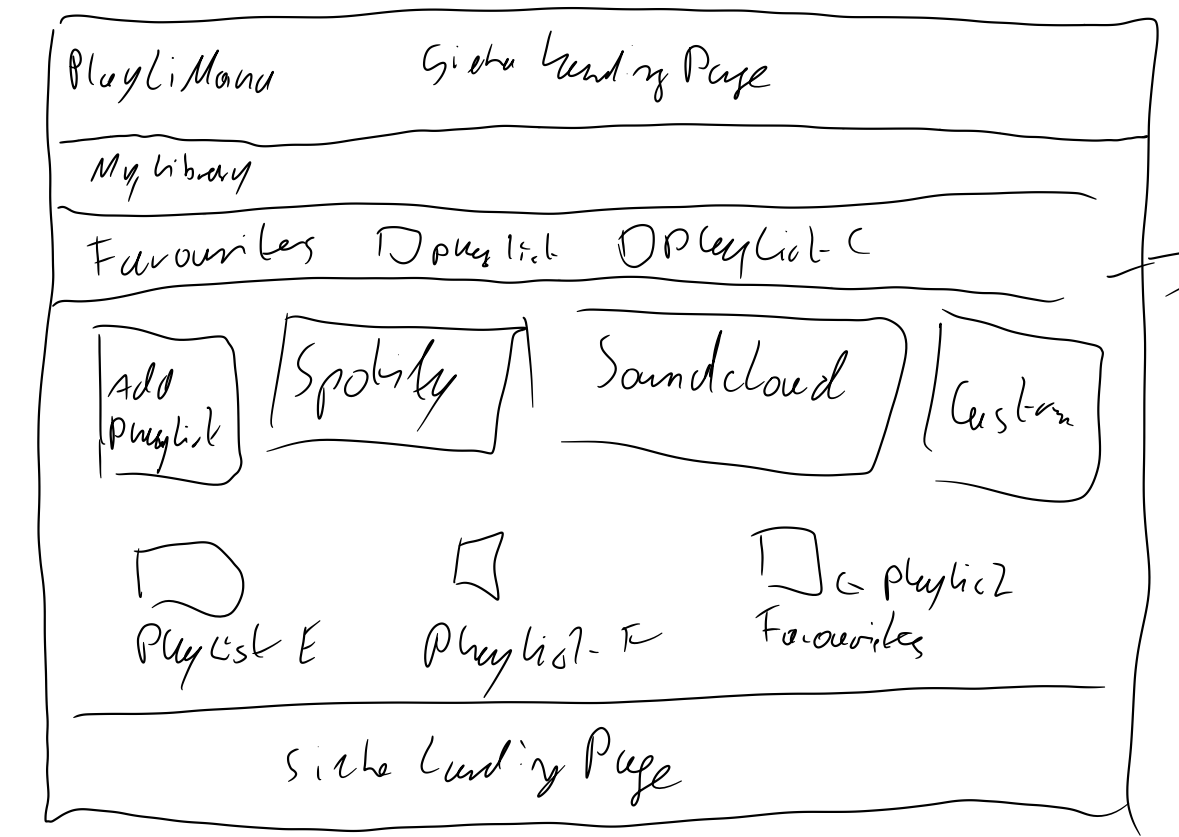 PlayLiMana Siehe Landing Page
My Library
Favourites Playlist Playlist C
Add Spotify Soundcloud Custom
Playlist
Playlist E Playlist F Playlist
Favourites
Siehe Landing Page